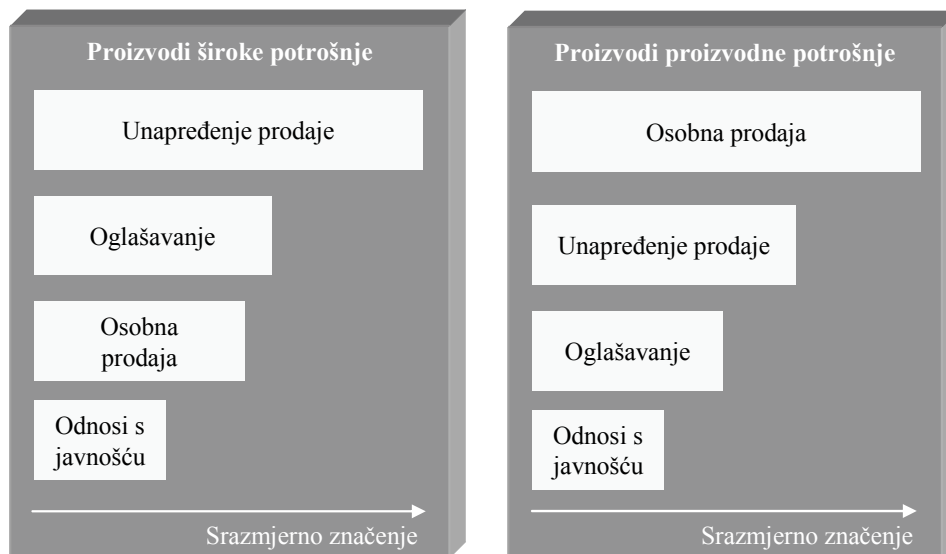 Proizvodi široke potrošnje
Unapređenje prodaje
Oglašavanje
Osobna
prodaja
Odnosi s
javnošću
Srazmjerno značenje
Proizvodi proizvodne potrošnje
Osobna prodaja
Unapređenje prodaje
Oglašavanje
Odnosi s
javnošću
Srazmjerno značenje